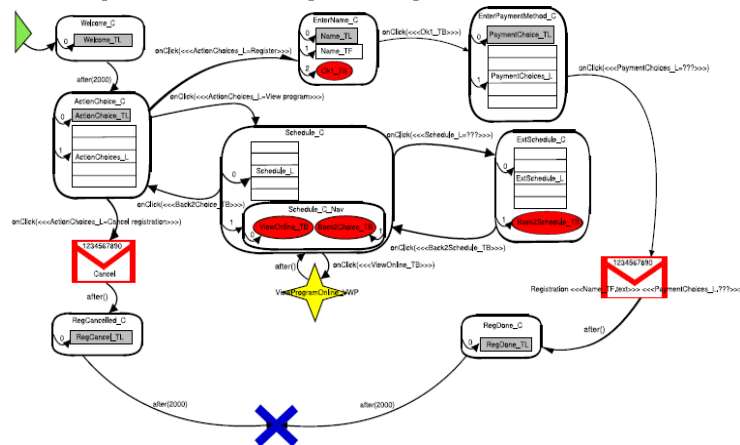 Welcome_C
0
Welcome_TL
after(2000)
onClick(<<<ActionChoices_L=Register>>>)
EnterName_C
0
Name_TL
1
Name_TF
2
Ok1_TB
onClick(<<<Ok1_TB>>>)
EnterPaymentMethod_C
0
PaymentChoice_TL
1
PaymentChoices_L
onClick(<<<PaymentChoices_L=???>>>)
ActionChoice_C
0
ActionChoice_TL
1
ActionChoices_L
onClick(<<<ActionChoices_L=View program>>>)
Schedule_C
0
Schedule_L
1
Schedule_C_Nav
0
ViewOnline_TB
Back2Choice_TB
1
onClick(<<<Schedule_L=???>>>)
ExtSchedule_C
0
ExtSchedule_L
1
Back2Schedule_TB
onClick(<<<Back2Choice_TB>>>)
onClick(<<<Back2Schedule_TB>>>)
onClick(<<<ActionChoices_L=Cancel registration>>>)
1234567890
Cancel
after()
onClick(<<<ViewOnline_TB>>>)
after()
1234567890
Registration <<<Name_TF.text>>> <<<PaymentChoices_L.???>>>
after()
RegCancelled_C
0
RegCancel_TL
RegDone_C
0
RegDone_TL
after(2000)
after(2000)